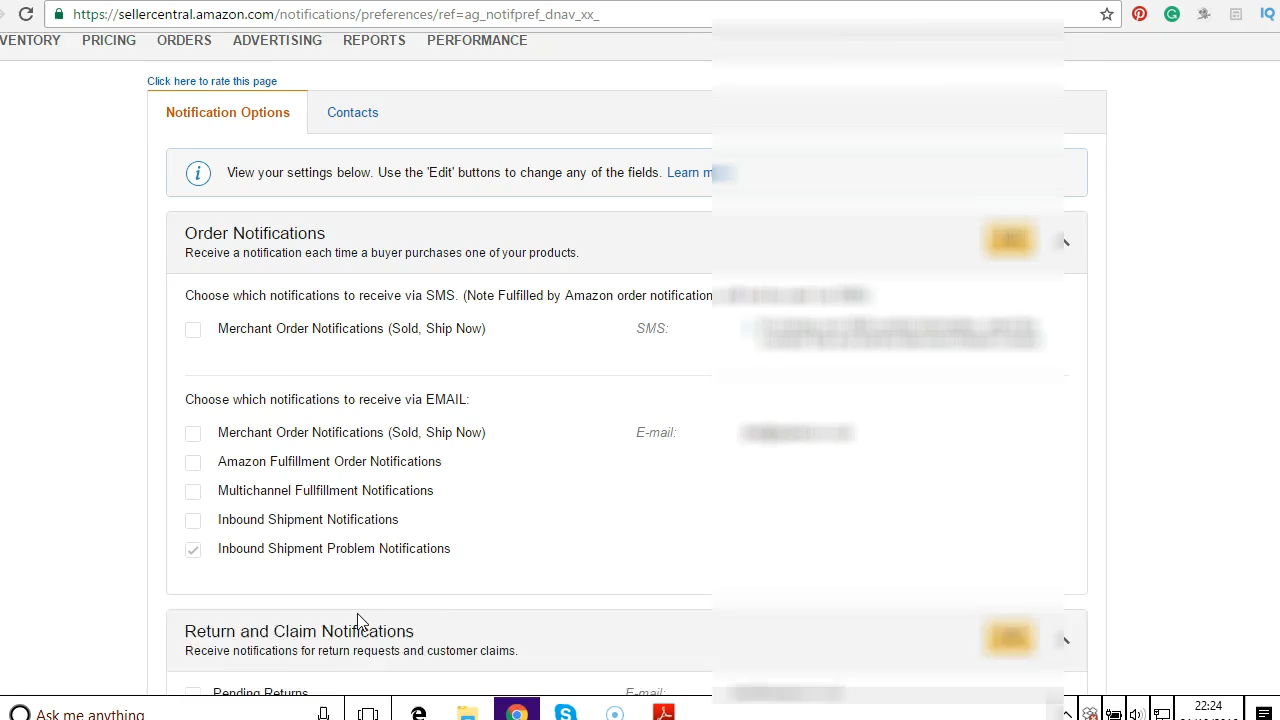 https://sellercentral.amazon.com/notifications/preferences/ref=ag_notifpref_dnav_xx_
VENTORY PRICING ORDERS ADVERTISING REPORTS PERFORMANCE
Click here to rate this page
Notification Options Contacts
View your settings below. Use the 'Edit' buttons to change any of the fields. Learn m
Order Notifications
Receive a notification each time a buyer purchases one of your products.
Choose which notifications to receive via SMS. (Note Fulfilled by Amazon order notification
Merchant Order Notifications (Sold, Ship Now) SMS:
Choose which notifications to receive via EMAIL:
Merchant Order Notifications (Sold, Ship Now) E-mail:
Amazon Fulfillment Order Notifications
Multichannel Fullfillment Notifications
Inbound Shipment Notifications
Inbound Shipment Problem Notifications
Return and Claim Notifications
Receive notifications for return requests and customer claims.
Pending Returns E-mail:
Ask me anything
22:24